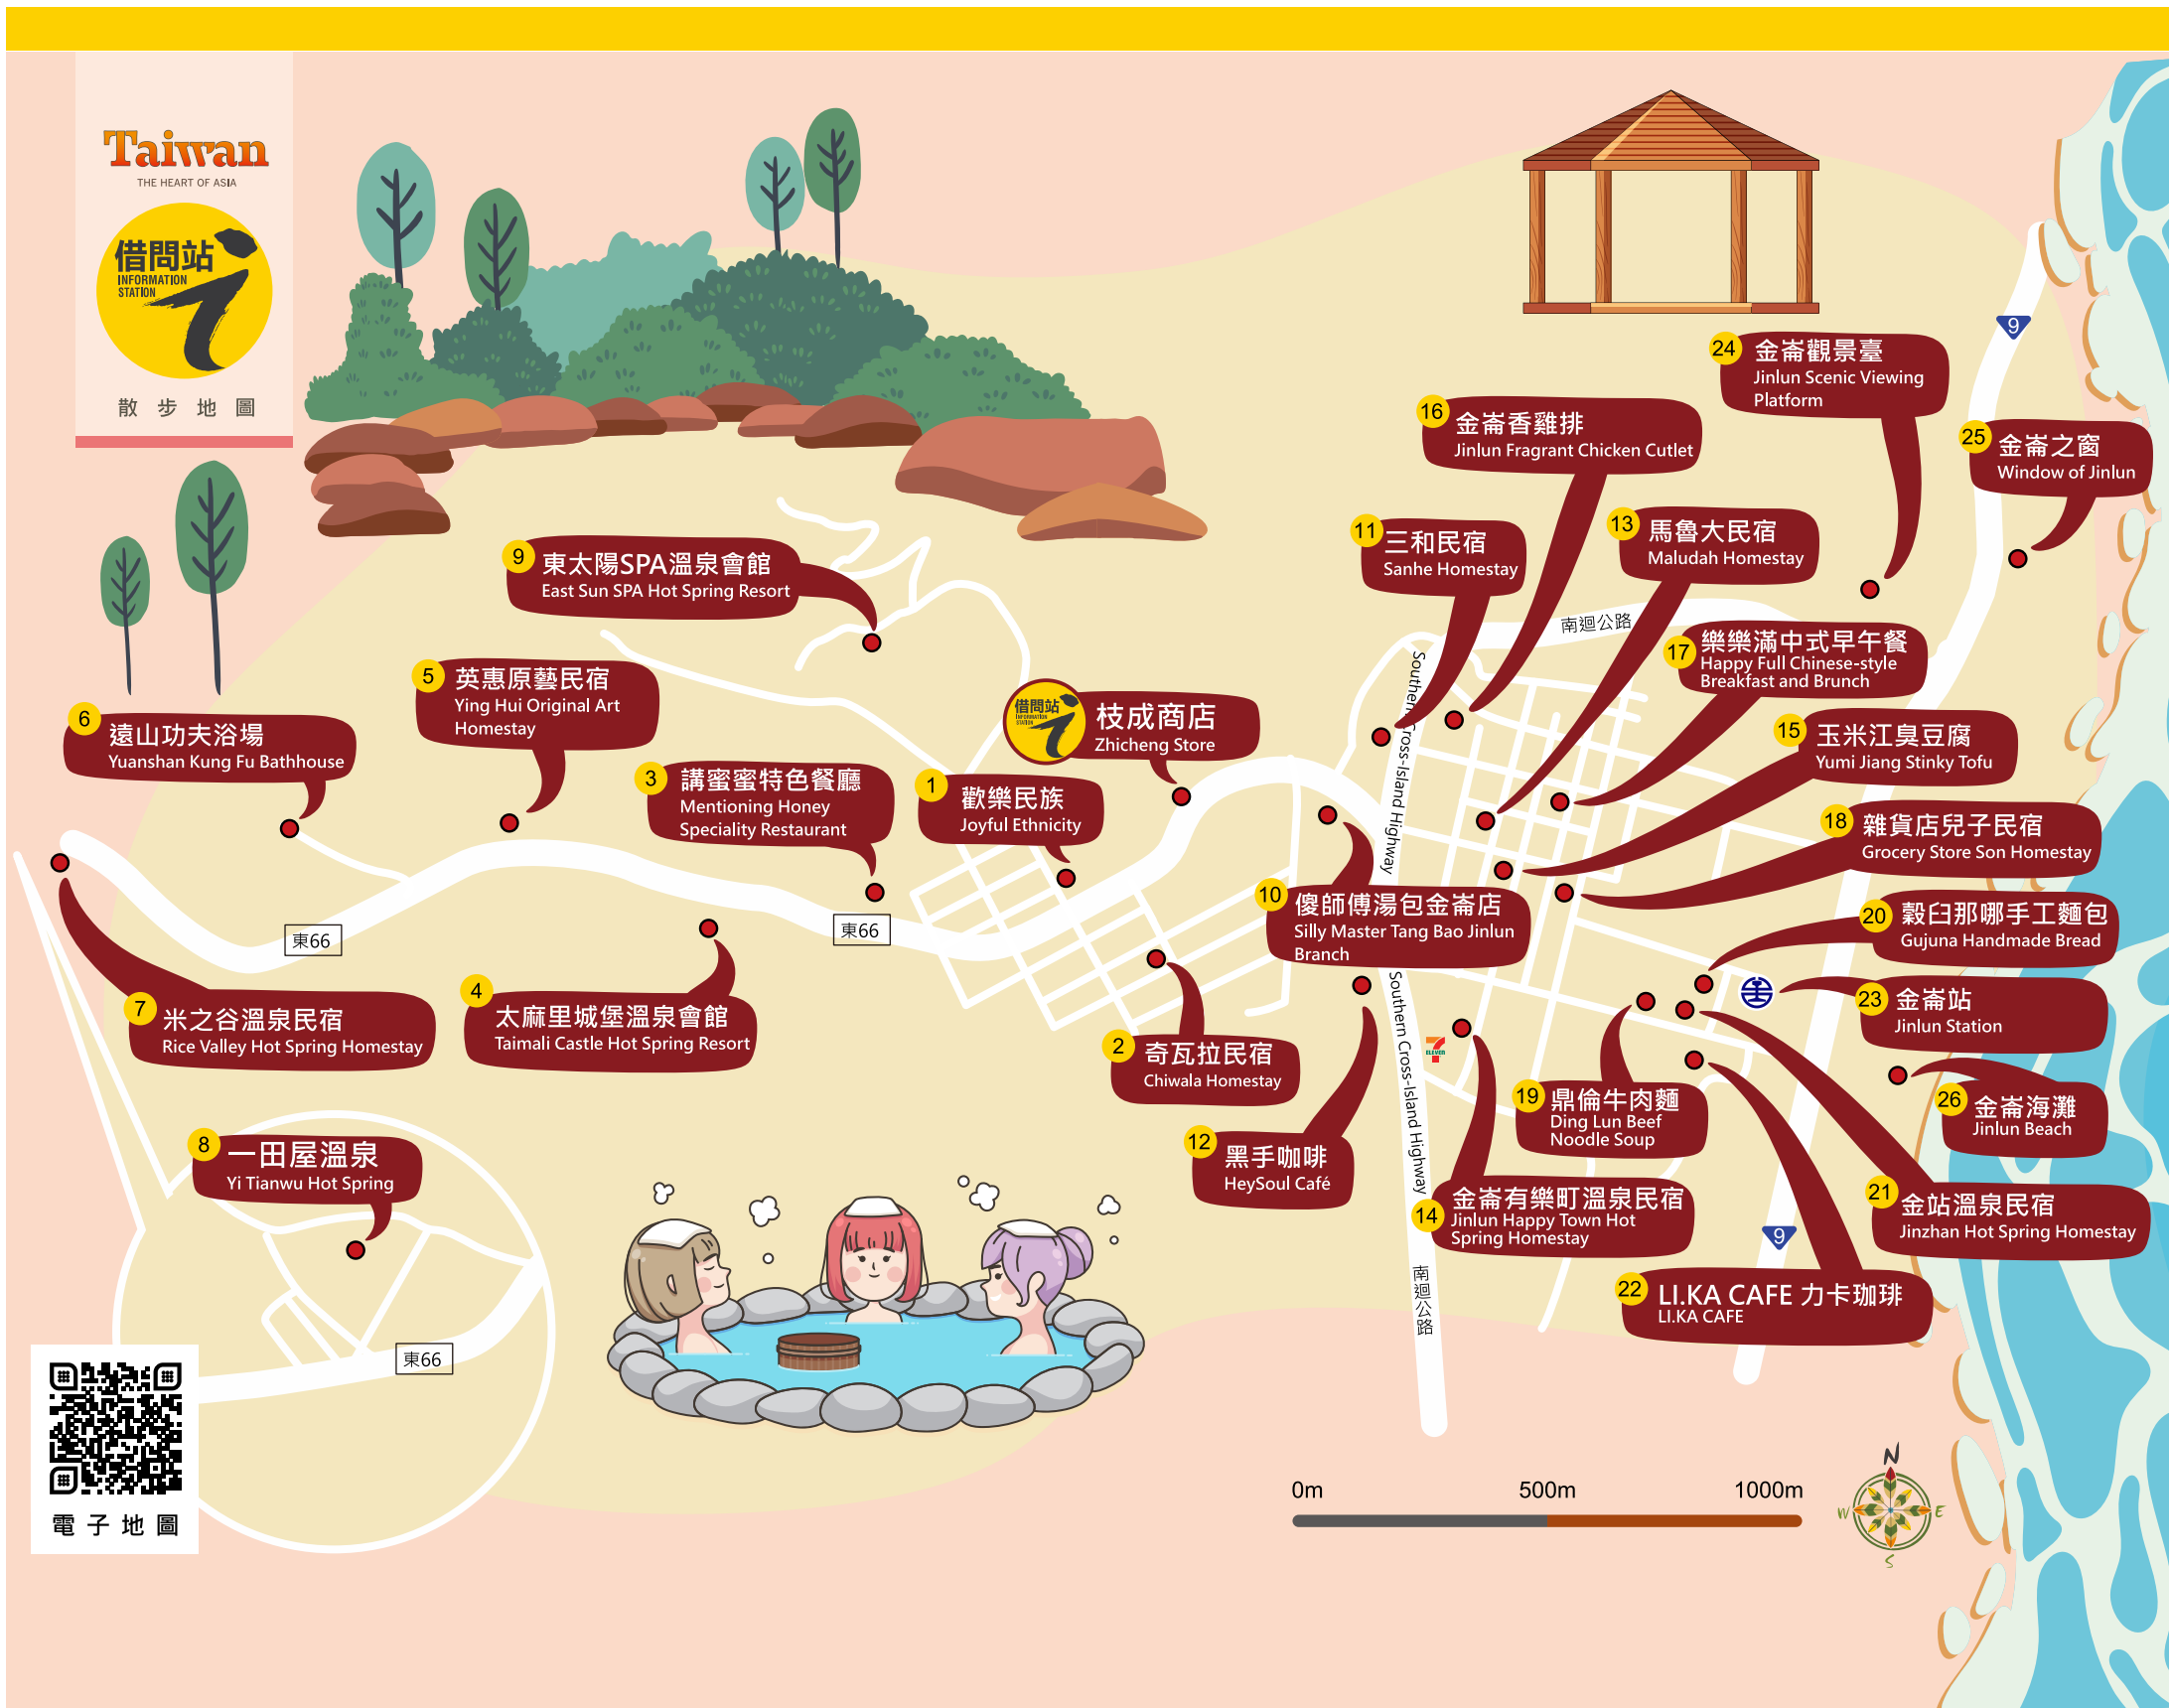 Taiwan
THE HEART OF ASIA
借問站
INFORMATION
STATION
散步地圖
24
金崙觀景臺
Jinlun Scenic Viewing
Platform
9
16
金崙香雞排
Jinlun Fragrant Chicken Cutlet
25
金崙之窗
Window of Jinlun
11
三和民宿
Sanhe Homestay
13
馬魯大民宿
Maludah Homestay
9
東太陽SPA溫泉會館
East Sun SPA Hot Spring Resort
南迴公路
17
樂樂滿中式早午餐
Happy Full Chinese-style
Breakfast and Brunch
5
英惠原藝民宿
Ying Hui Original Art
Homestay
借問站
INFORMATION
STATION
枝成商店
Zhicheng Store
6
遠山功夫浴場
Yuanshan Kung Fu Bathhouse
15
玉米江臭豆腐
Yumi Jiang Stinky Tofu
3
講蜜蜜特色餐廳
Mentioning Honey
Speciality Restaurant
1
歡樂民族
Joyful Ethnicity
Southern Cross-Island Highway
18
雜貨店兒子民宿
Grocery Store Son Homestay
10
傻師傅湯包金崙店
Silly Master Tang Bao Jinlun
Branch
20
穀臼那哪手工麵包
Gujuna Handmade Bread
東66
東66
7
米之谷溫泉民宿
Rice Valley Hot Spring Homestay
4
太麻里城堡溫泉會館
Taimali Castle Hot Spring Resort
23
金崙站
Jinlun Station
2
奇瓦拉民宿
Chiwala Homestay
7
ELEVEN
Southern Cross-Island Highway
19
鼎倫牛肉麵
Ding Lun Beef
Noodle Soup
26
金崙海灘
Jinlun Beach
8
一田屋溫泉
Yi Tianwu Hot Spring
12
黑手咖啡
HeySoul Café
14
金崙有樂町溫泉民宿
Jinlun Happy Town Hot
Spring Homestay
21
金站溫泉民宿
Jinzhan Hot Spring Homestay
9
南迴公路
22
LI.KA CAFE 力卡珈琲
LI.KA CAFE
東66
電子地圖
0m 500m 1000m
N
W
E
S